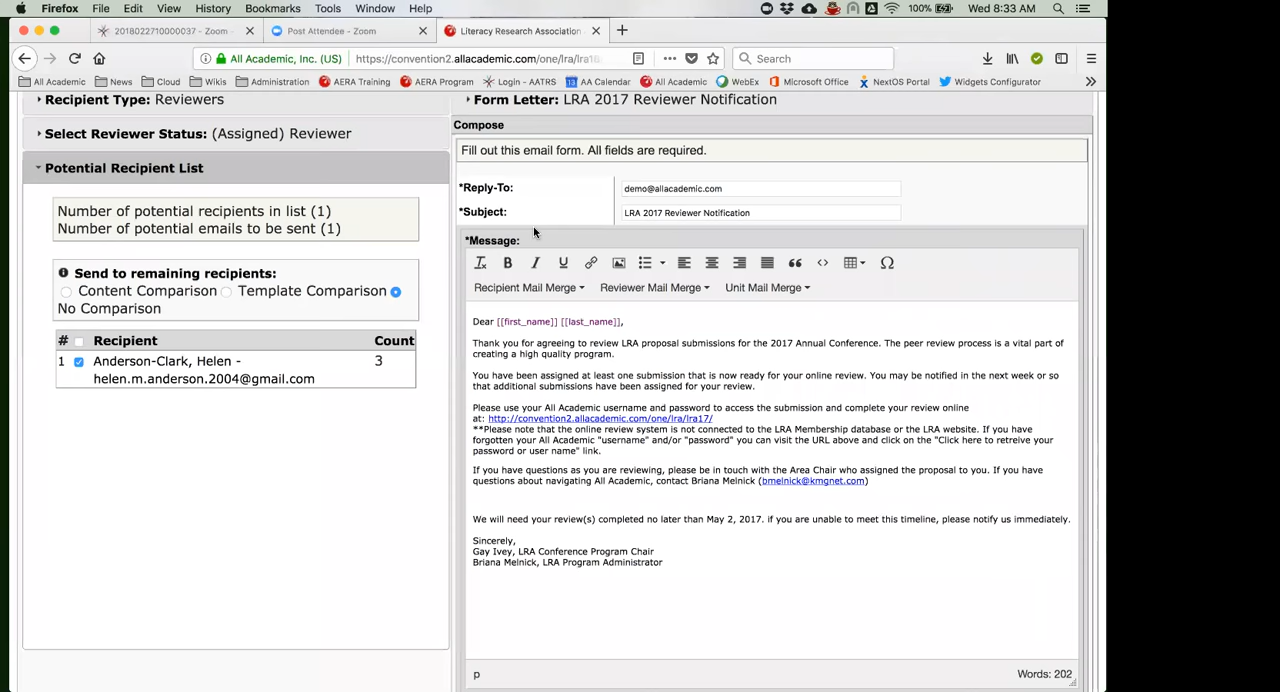 Firefox File Edit View History Bookmarks Tools Window Help 100% Wed 8:33 AM
2018022710000037 - Zoom × Post Attendee - Zoom × Literacy Research Association × +
All Academic, Inc. (US) https://convention2.allacademic.com/one/lra/lra1 Search
All Academic News Cloud Wikis Administration AERA Training AERA Program Login - AATRS 13 AA Calendar All Academic WebEx Microsoft Office NextOS Portal Widgets Configurator
Recipient Type: Reviewers
Select Reviewer Status: (Assigned) Reviewer
Potential Recipient List
Number of potential recipients in list (1)
Number of potential emails to be sent (1)
Send to remaining recipients:
Content Comparison Template Comparison
No Comparison
# Recipient Count
1 Anderson-Clark, Helen - 3
helen.m.anderson.2004@gmail.com
Form Letter: LRA 2017 Reviewer Notification
Compose
Fill out this email form. All fields are required.
*Reply-To: demo@allacademic.com
*Subject: LRA 2017 Reviewer Notification
*Message:
Recipient Mail Merge Reviewer Mail Merge Unit Mail Merge
Dear [[first_name]] [[last_name]],
Thank you for agreeing to review LRA proposal submissions for the 2017 Annual Conference. The peer review process is a vital part of
creating a high quality program.
You have been assigned at least one submission that is now ready for your online review. You may be notified in the next week or so
that additional submissions have been assigned for your review.
Please use your All Academic username and password to access the submission and complete your review online
at: http://convention2.allacademic.com/one/lra/lra17/
**Please note that the online review system is not connected to the LRA Membership database or the LRA website. If you have
forgotten your All Academic "username" and/or "password" you can visit the URL above and click on the "Click here to retreive your
password or user name" link.
If you have questions as you are reviewing, please be in touch with the Area Chair who assigned the proposal to you. If you have
questions about navigating All Academic, contact Briana Melnick (bmelnick@kmgnet.com)
We will need your review(s) completed no later than May 2, 2017. if you are unable to meet this timeline, please notify us immediately.
Sincerely,
Gay Ivey, LRA Conference Program Chair
Briana Melnick, LRA Program Administrator
p Words: 202